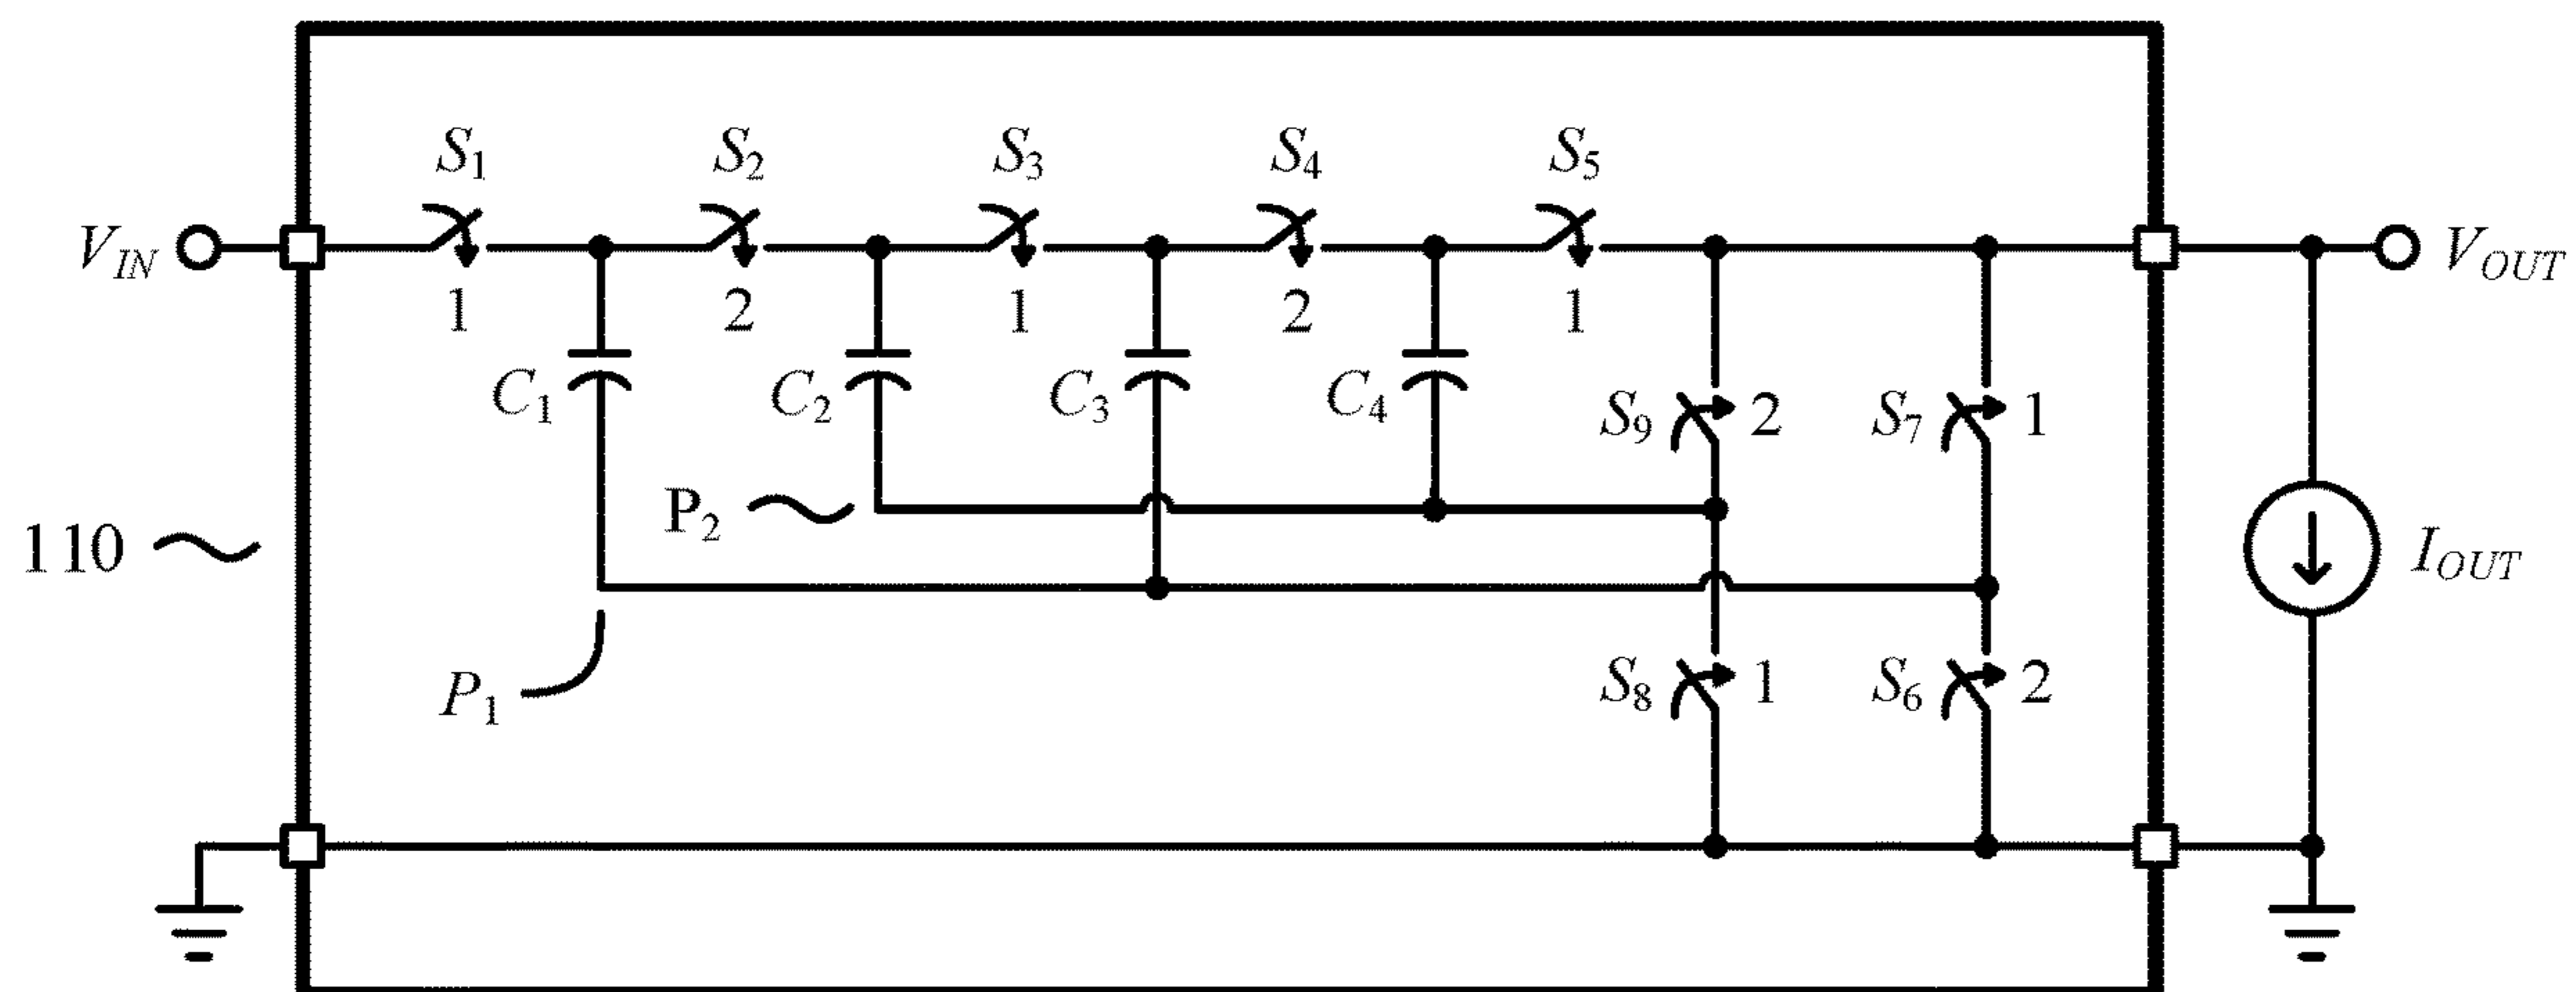 S1 S2 S3 S4 S5
VIN VOUT
1 2 1 2 1
C1 C2 C3 C4 S9 2 S7 1
P2
110 IOUT
P1 S8 1 S6 2